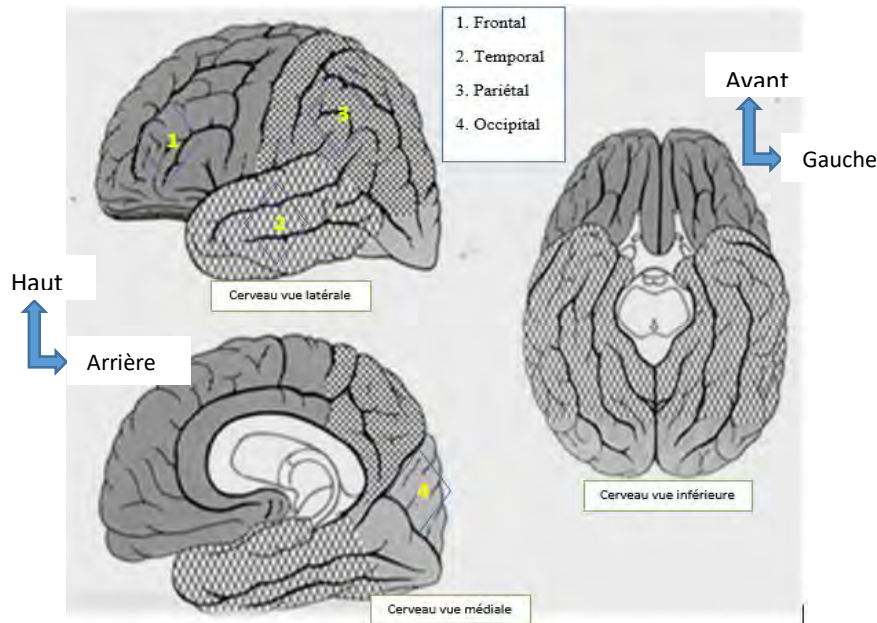 1. Frontal
2. Temporal
3. Pariétal
4. Occipital
Avant
Gauche
1
3
2
Cerveau vue latérale
Haut
Arrière
4
Cerveau vue inférieure
Cerveau vue médiale